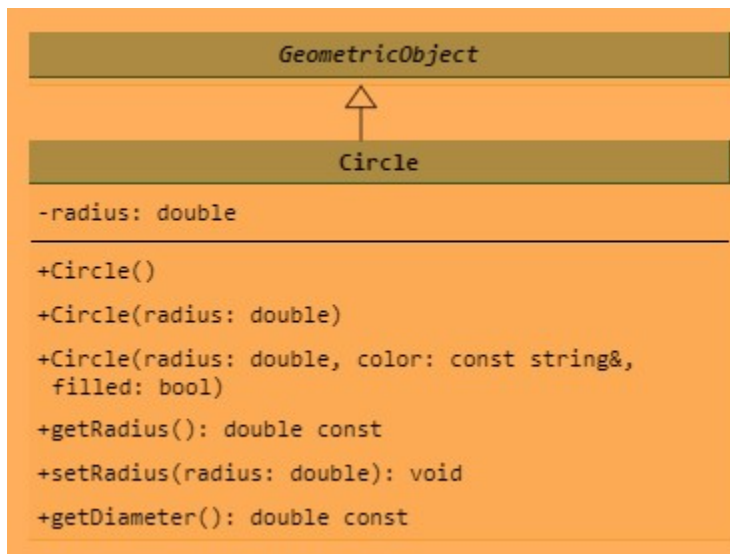 GeometricObject
Circle
-radius: double
+Circle()
+Circle(radius: double)
+Circle(radius: double, color: const string&,
filled: bool)
+getRadius(): double const
+setRadius(radius: double): void
+getDiameter(): double const